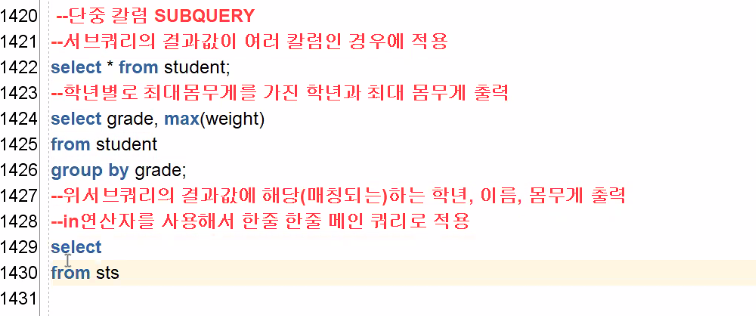 1420 --단중 칼럼 SUBQUERY
1421 --서브쿼리의 결과값이 여러 칼럼인 경우에 적용
1422 select * from student;
1423 --학년별로 최대몸무게를 가진 학년과 최대 몸무게 출력
1424 select grade, max(weight)
1425 from student
1426 group by grade;
1427 --위서브쿼리의 결과값에 해당(매칭되는)하는 학년, 이름, 몸무게 출력
1428 --in연산자를 사용해서 한줄 한줄 메인 쿼리로 적용
1429 select
1430 from sts
1431